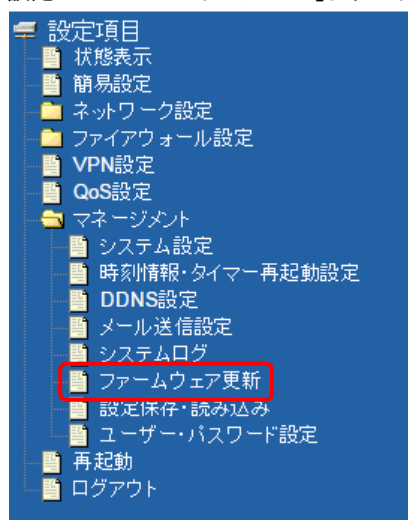 設定項目
状態表示
簡易設定
ネットワーク設定
ファイアウォール設定
VPN設定
QoS設定
マネージメント
システム設定
時刻情報・タイマー再起動設定
DDNS設定
メール送信設定
システムログ
ファームウェア更新
設定保存・読み込み
ユーザー・パスワード設定
再起動
ログアウト